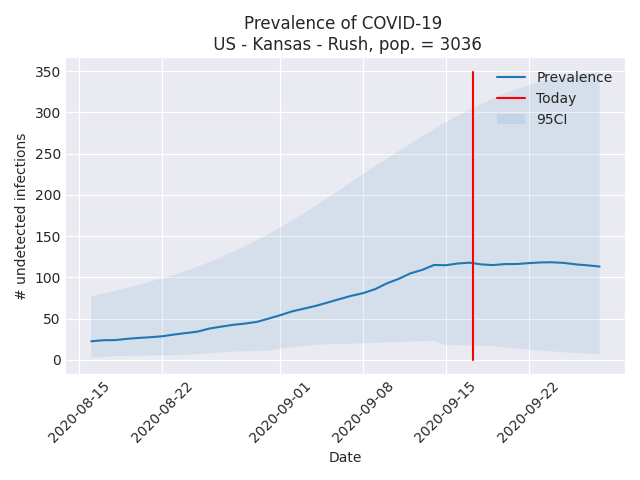 Prevalence of COVID-19
US - Kansas - Rush, pop. = 3036
350
300
250
200
150
100
50
0
# undetected infections
Prevalence
Today
95CI
2020-08-15
2020-08-22
2020-09-01
2020-09-08
2020-09-15
2020-09-22
Date